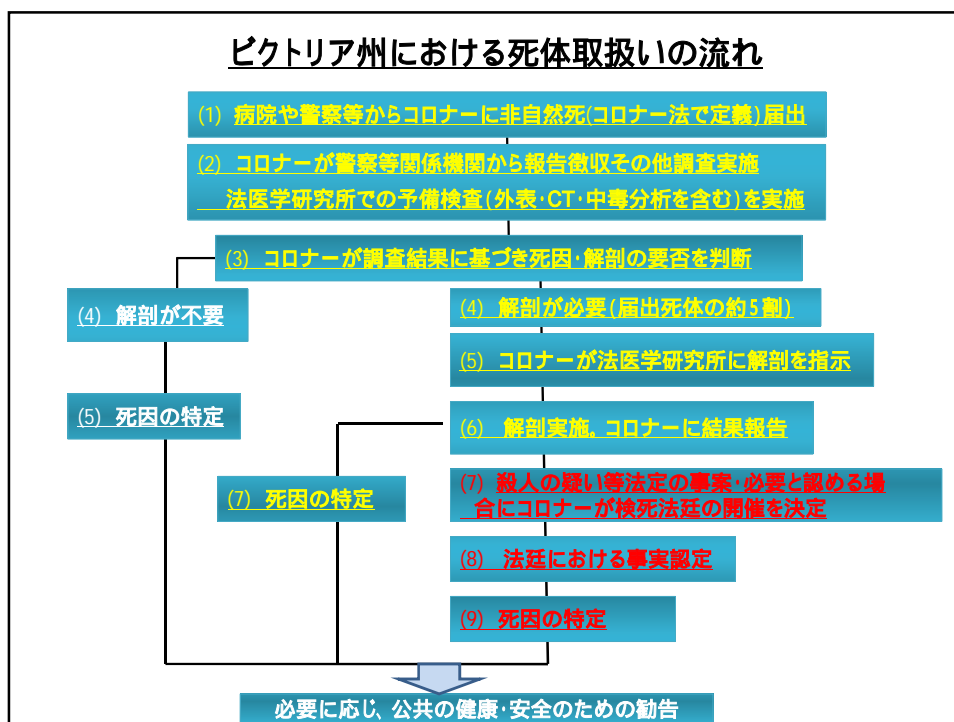 ビクトリア州における死体取扱いの流れ
(1) 病院や警察等からコロナーに非自然死(コロナー法で定義)届出
(2) コロナーが警察等関係機関から報告徴収その他調査実施
法医学研究所での予備検査(外表・CT・中毒分析を含む)を実施
(3) コロナーが調査結果に基づき死因・解剖の要否を判断
(4) 解剖が不要
(5) 死因の特定
(4) 解剖が必要(届出死体の約5割)
(5) コロナーが法医学研究所に解剖を指示
(6) 解剖実施。コロナーに結果報告
(7) 死因の特定
(7) 殺人の疑い等法定の事案・必要と認める場
合にコロナーが検死法廷の開催を決定
(8) 法廷における事実認定
(9) 死因の特定
必要に応じ、公共の健康・安全のための勧告